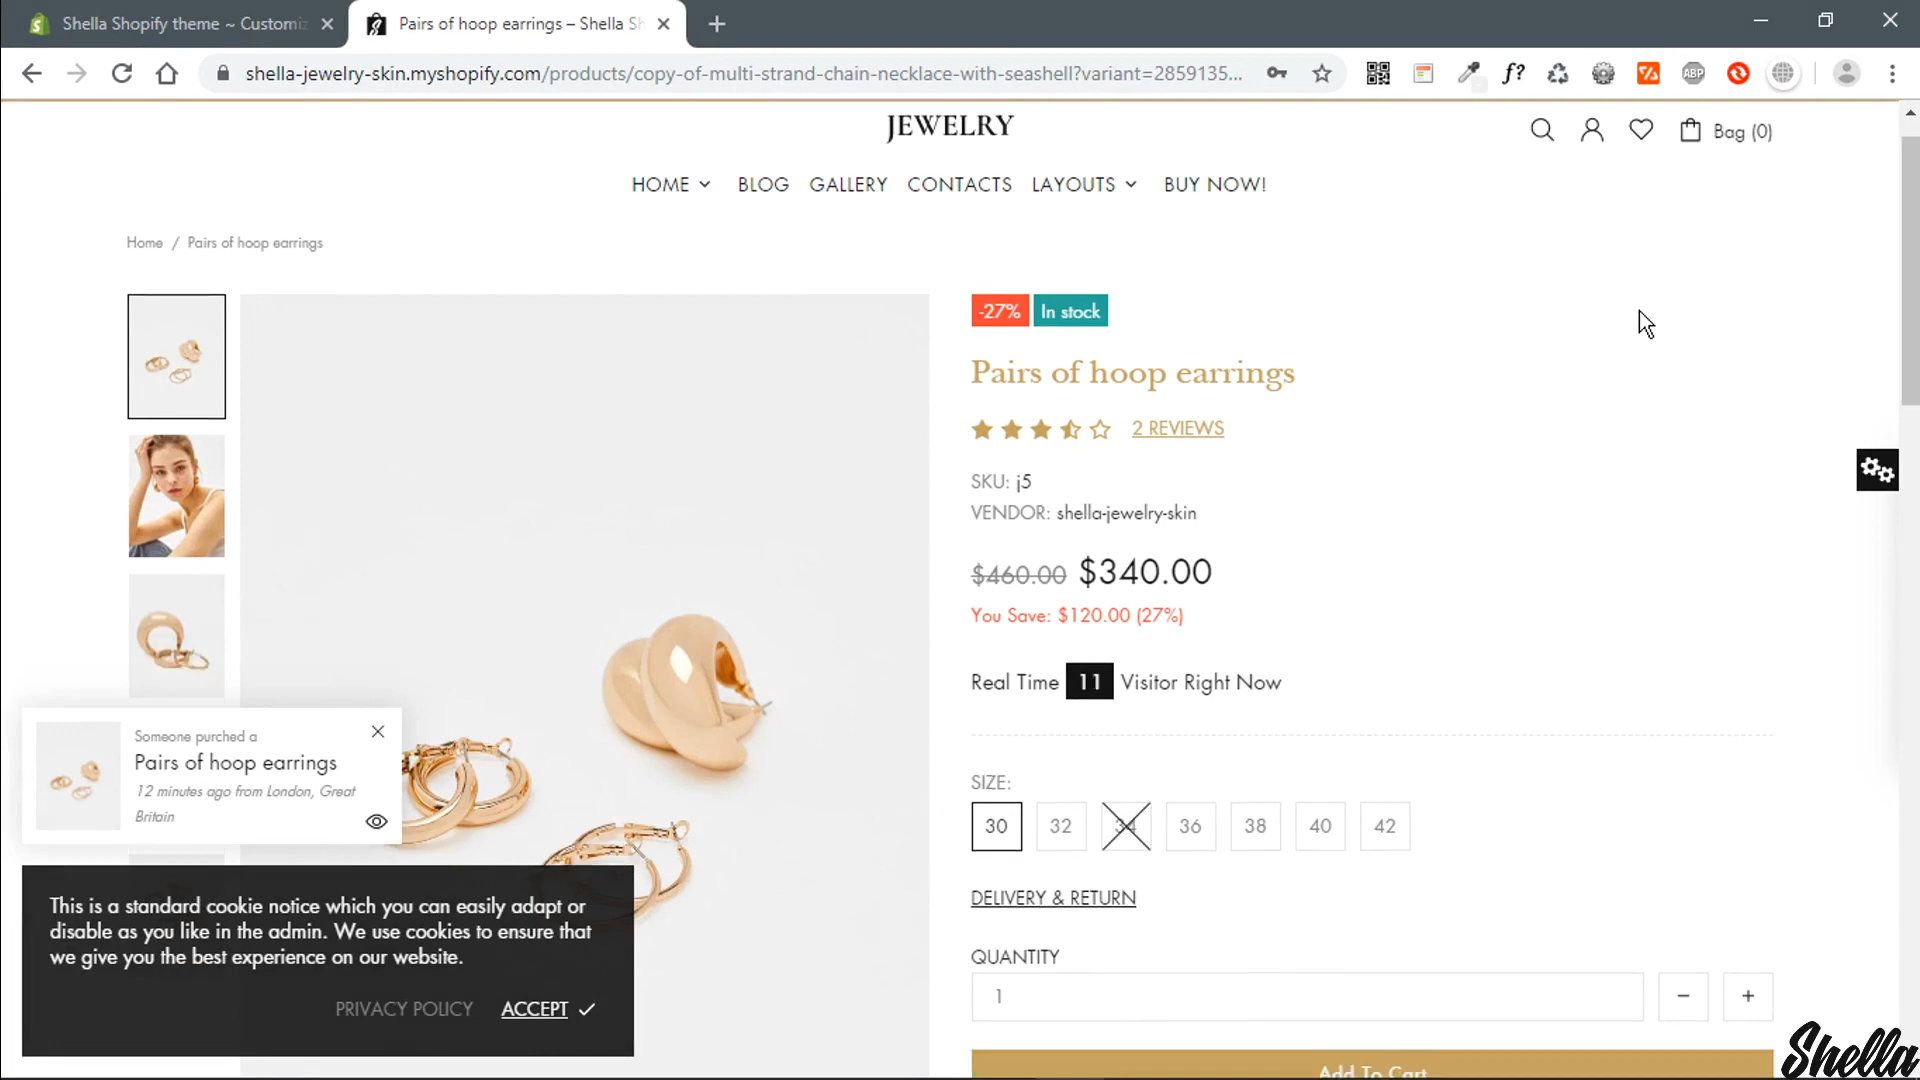 Shella Shopify theme ~ Customiz
Pairs of hoop earrings – Shella Sh
shella-jewelry-skin.myshopify.com/products/copy-of-multi-strand-chain-necklace-with-seashell?variant=2859135...
f?
ABP
JEWELRY
Bag (0)
HOME BLOG GALLERY CONTACTS LAYOUTS BUY NOW!
Home / Pairs of hoop earrings
-27% In stock
Pairs of hoop earrings
2 REVIEWS
SKU: j5
VENDOR: shella-jewelry-skin
$460.00 $340.00
You Save: $120.00 (27%)
Real Time 11 Visitor Right Now
SIZE:
30 32 34 36 38 40 42
DELIVERY & RETURN
QUANTITY
1
Add To Cart
Someone purched a
Pairs of hoop earrings
12 minutes ago from London, Great
Britain
This is a standard cookie notice which you can easily adapt or
disable as you like in the admin. We use cookies to ensure that
we give you the best experience on our website.
PRIVACY POLICY ACCEPT
Shella